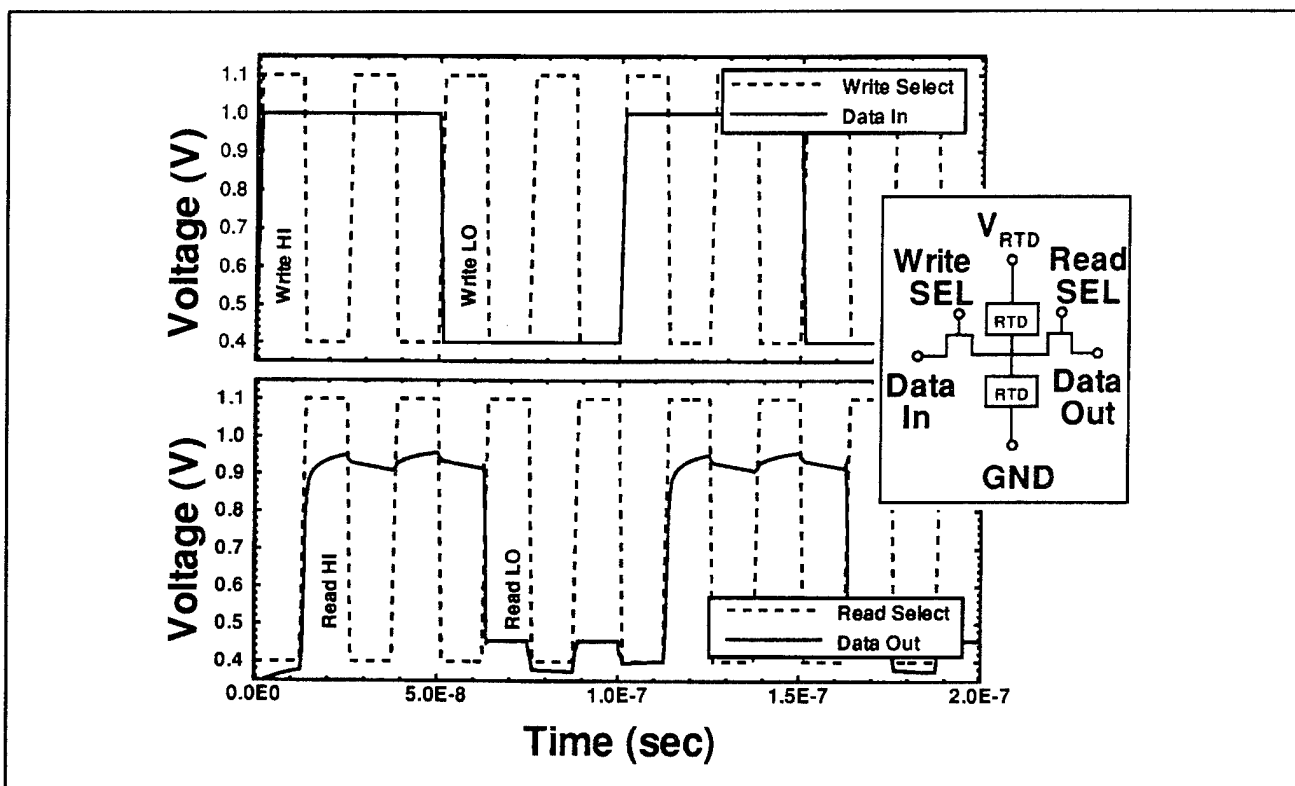 Voltage (V)
1.1
1.0
0.9
0.8
0.7
0.6
0.5
0.4
Write HI
Write LO
Write Select
Data In
Voltage (V)
1.1
1.0
0.9
0.8
0.7
0.6
0.5
0.4
Read HI
Read LO
Read Select
Data Out
0.0E0
5.0E-8
1.0E-7
1.5E-7
2.0E-7
Time (sec)
VRTD
Write Read
SEL SEL
RTD
Data Data
RTD
In Out
GND